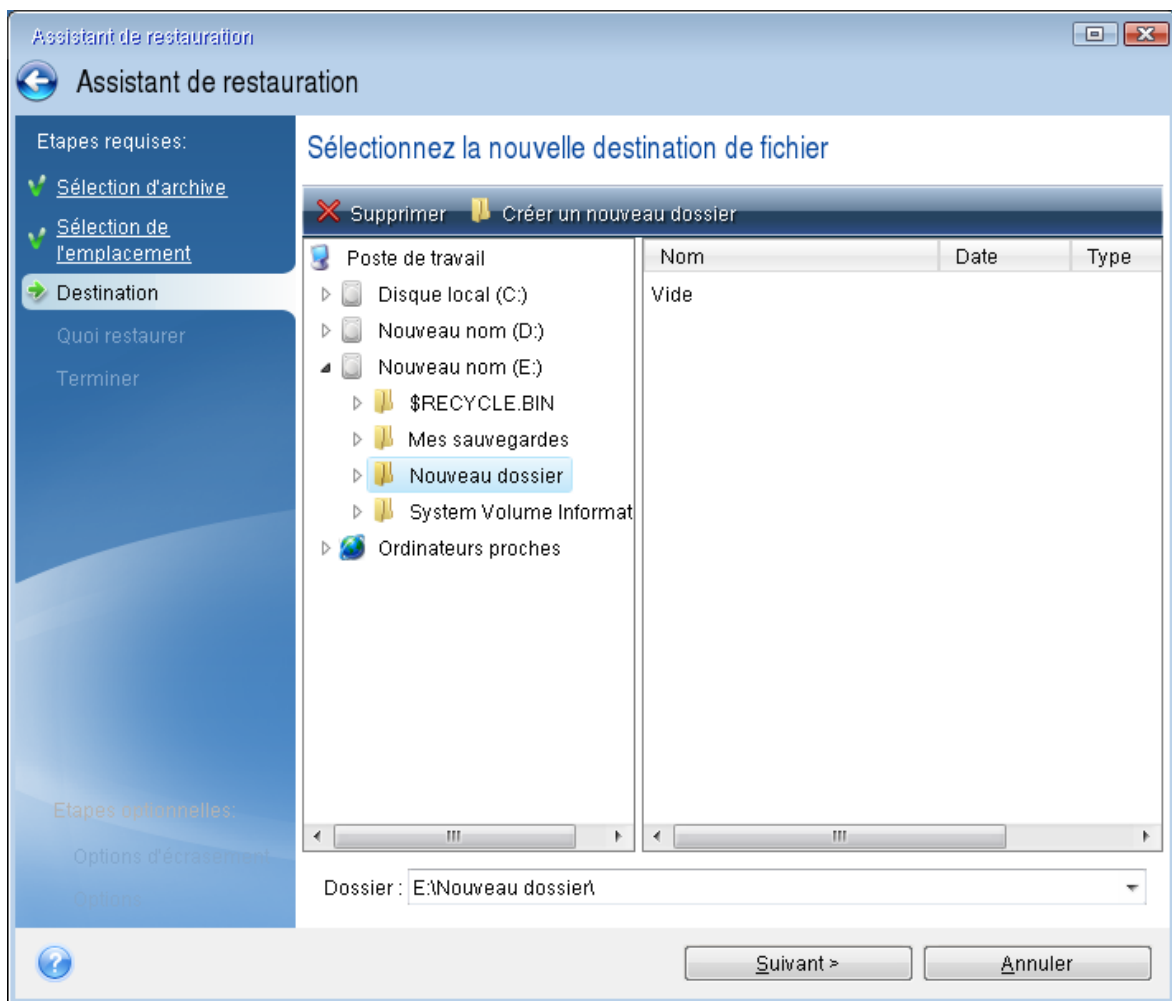 Assistant de restauration
Assistant de restauration
Etapes requises:
Sélection d'archive
Sélection de
l'emplacement
Destination
Quoi restaurer
Terminer
Etapes optionnelles:
Options d'écrasement
Options
Sélectionnez la nouvelle destination de fichier
Supprimer Créer un nouveau dossier
Poste de travail
Disque local (C:)
Nouveau nom (D:)
Nouveau nom (E:)
$RECYCLE.BIN
Mes sauvegardes
Nouveau dossier
System Volume Informat
Ordinateurs proches
Nom Date Type
Vide
Dossier : E:\Nouveau dossier\
Suivant > Annuler